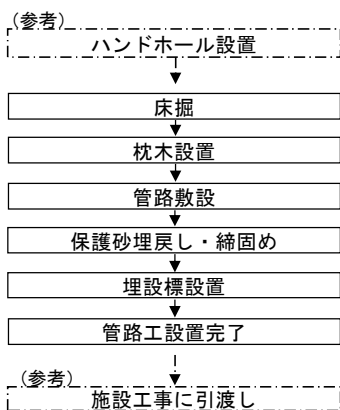 (参考)
ハンドホール設置
床掘
枕木設置
管路敷設
保護砂埋戻し・締固め
埋設標設置
管路工設置完了
(参考)
施設工事に引渡し